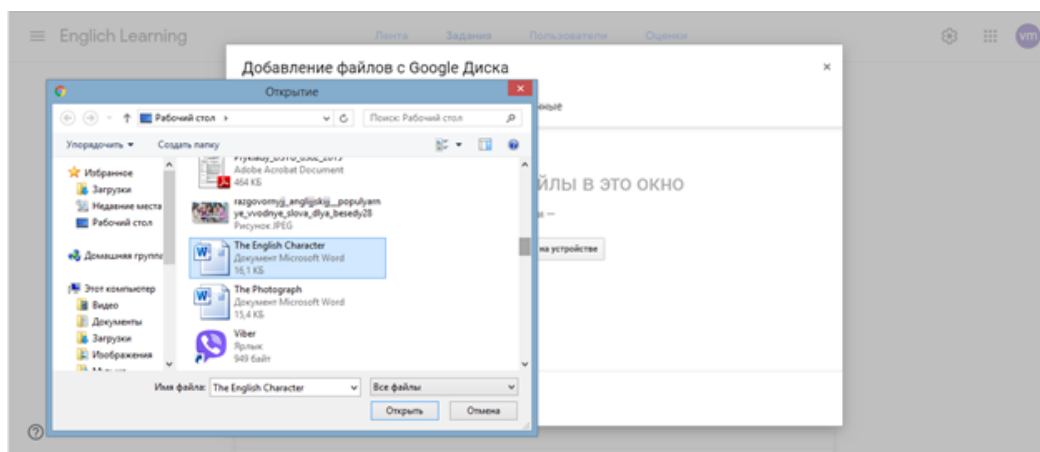 Englich Learning
Лента Задания Пользователи Оценки
vm
Добавление файлов с Google Диска
×
Открытие
Рабочий стол
Поиск: Рабочий стол
Упорядочить
Создать папку
Избранное
Загрузки
Недавние места
Рабочий стол
Домашняя группа
Этот компьютер
Видео
Документы
Загрузки
Изображения
Adobe Acrobat Document
464 КБ
razgovornyjj_anglijjskijj__populyarn
ye_vvodnye_slova_dlya_besedy28
Рисунок JPEG
The English Character
Документ Microsoft Word
16,1 КБ
The Photograph
Документ Microsoft Word
15,4 КБ
Viber
Ярлык
949 байт
йлы в это окно
на устройстве
Имя файла: The English Character
Все файлы
Открыть
Отмена